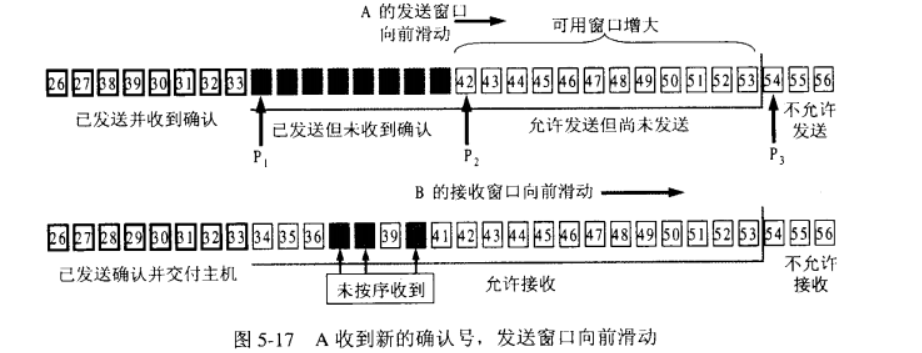 A 的发送窗口
向前滑动
可用窗口增大
26 27 38 39 30 31 32 33 42 43 44 45 46 47 48 49 50 51 52 53 54 55 56
已发送并收到确认
已发送但未收到确认
允许发送但尚未发送
不允许
发送
P1
P2
P3
B 的接收窗口向前滑动
26 27 28 29 30 31 32 33 34 35 36 39 41 42 43 44 45 46 47 48 49 50 51 52 53 54 55 56
已发送确认并交付主机
未按序收到
允许接收
不允许
接收
图 5-17 A 收到新的确认号，发送窗口向前滑动